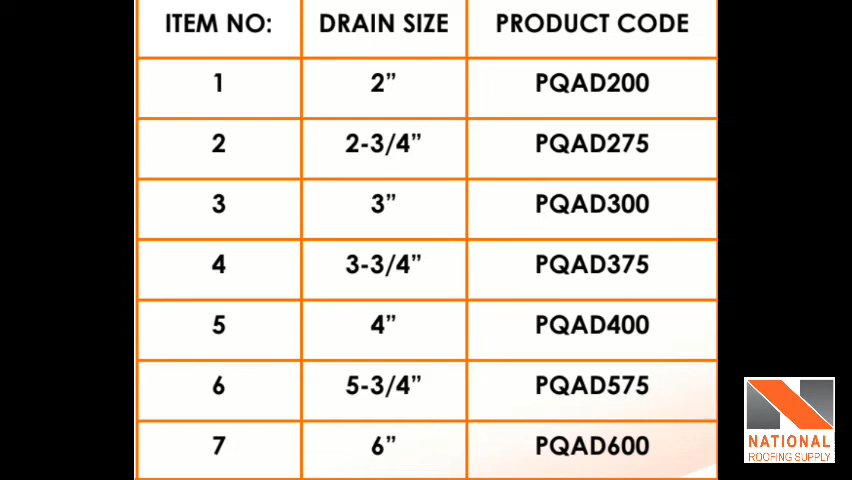 ITEM NO: DRAIN SIZE PRODUCT CODE
1 2” PQAD200
2 2-3/4” PQAD275
3 3” PQAD300
4 3-3/4” PQAD375
5 4” PQAD400
6 5-3/4” PQAD575
7 6” PQAD600
NATIONAL
ROOFING SUPPLY